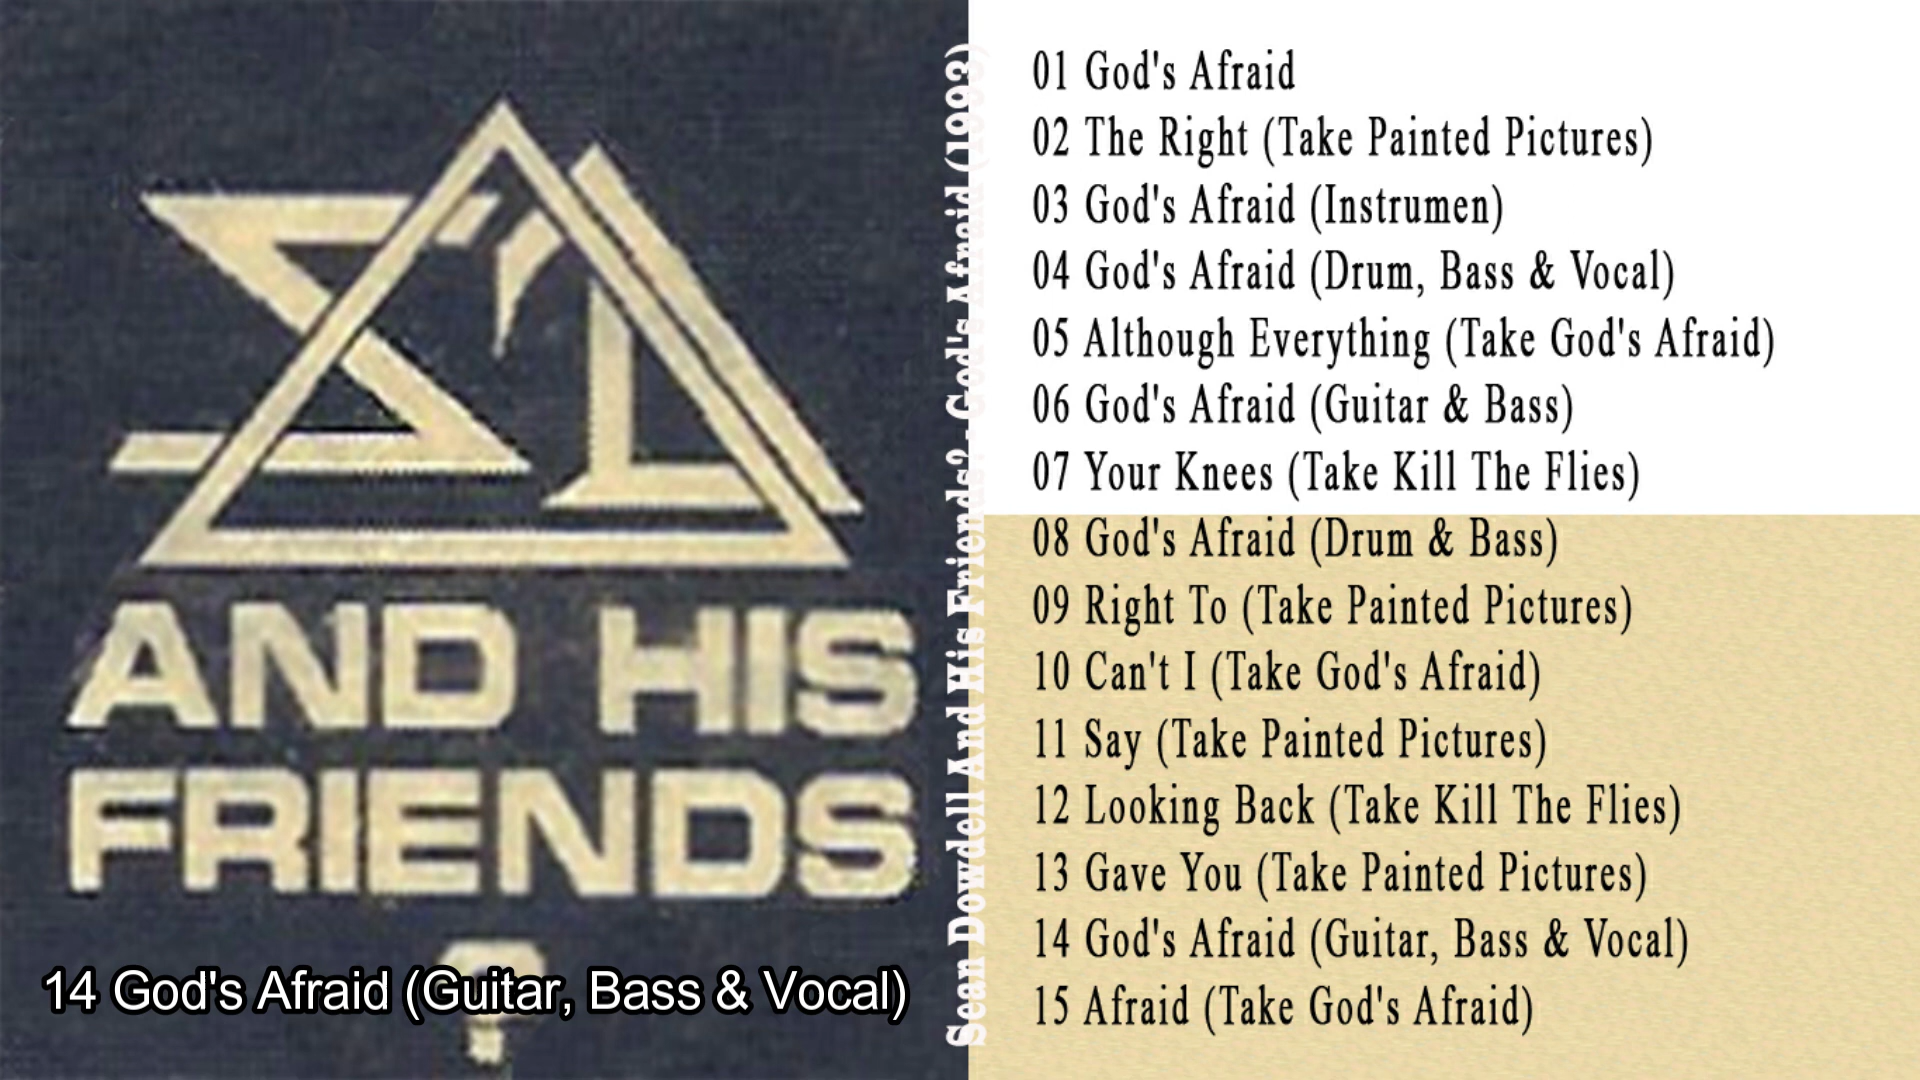 AND HIS
FRIENDS
?
14 God's Afraid (Guitar, Bass & Vocal)
Sean Dowdell And His Friends? - God's Afraid (1993)
01 God's Afraid
02 The Right (Take Painted Pictures)
03 God's Afraid (Instrumen)
04 God's Afraid (Drum, Bass & Vocal)
05 Although Everything (Take God's Afraid)
06 God's Afraid (Guitar & Bass)
07 Your Knees (Take Kill The Flies)
08 God's Afraid (Drum & Bass)
09 Right To (Take Painted Pictures)
10 Can't I (Take God's Afraid)
11 Say (Take Painted Pictures)
12 Looking Back (Take Kill The Flies)
13 Gave You (Take Painted Pictures)
14 God's Afraid (Guitar, Bass & Vocal)
15 Afraid (Take God's Afraid)